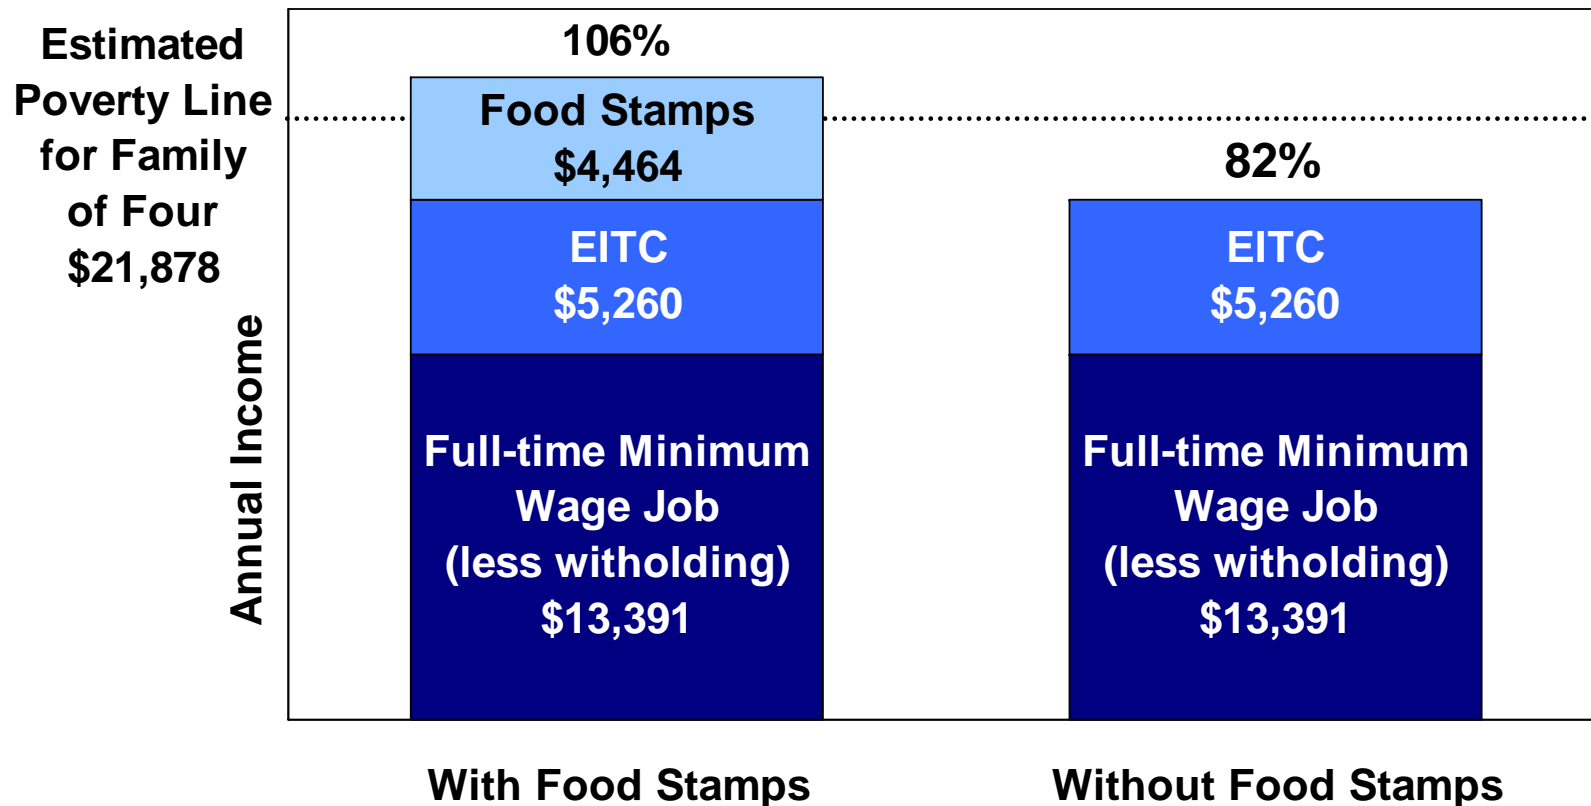 Estimated
Poverty Line
for Family
of Four
$21,878
Annual Income
106%
Food Stamps
$4,464
EITC
$5,260
Full-time Minimum
Wage Job
(less witholding)
$13,391
With Food Stamps
82%
EITC
$5,260
Full-time Minimum
Wage Job
(less witholding)
$13,391
Without Food Stamps